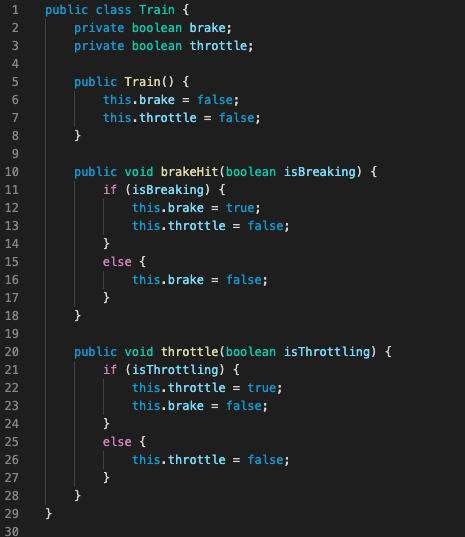 1 public class Train {
2     private boolean brake;
3     private boolean throttle;
4
5     public Train() {
6         this.brake = false;
7         this.throttle = false;
8     }
9
10     public void brakeHit(boolean isBreaking) {
11         if (isBreaking) {
12             this.brake = true;
13             this.throttle = false;
14         }
15         else {
16             this.brake = false;
17         }
18     }
19
20     public void throttle(boolean isThrottling) {
21         if (isThrottling) {
22             this.throttle = true;
23             this.brake = false;
24         }
25         else {
26             this.throttle = false;
27         }
28     }
29 }
30